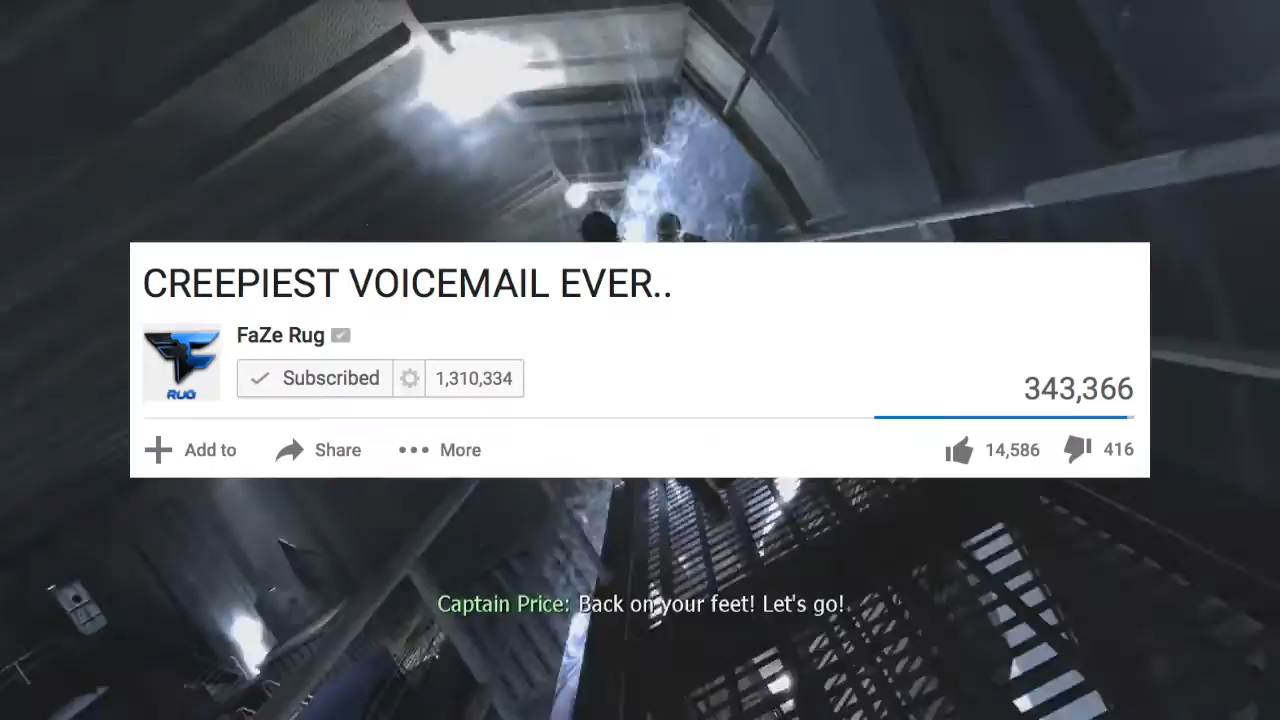 CREEPIEST VOICEMAIL EVER..
FaZe Rug
RUG
Subscribed 1,310,334
343,366
Add to Share More 14,586 416
Captain Price: Back on your feet! Let's go!